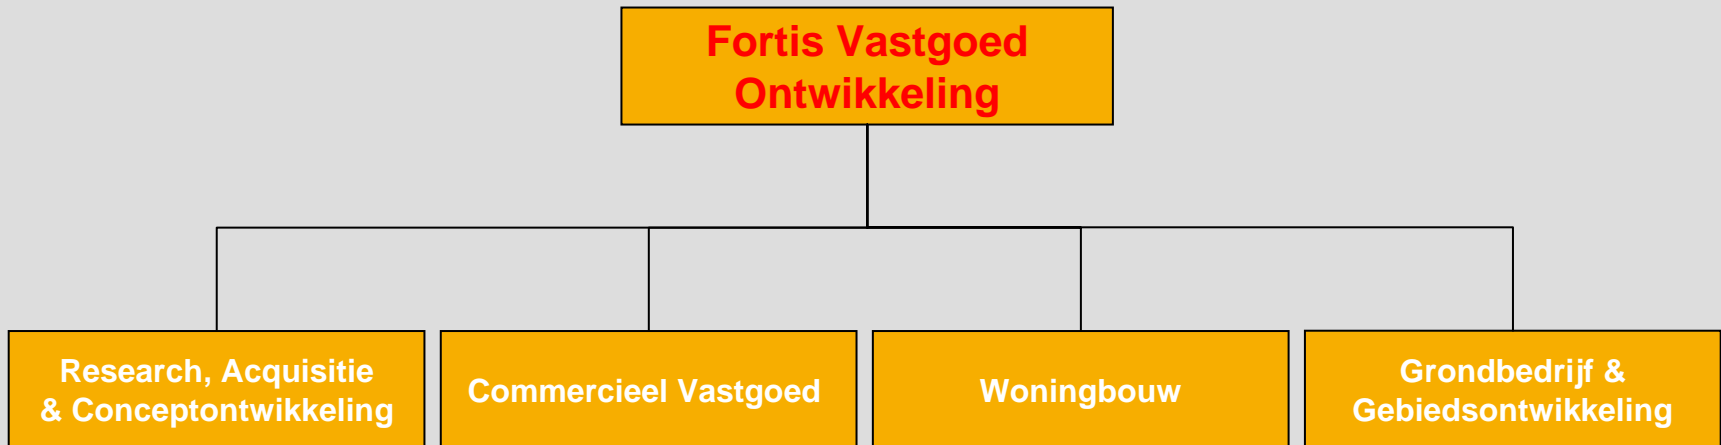 Fortis Vastgoed
Ontwikkeling
Research, Acquisitie
& Conceptontwikkeling
Commercieel Vastgoed
Woningbouw
Grondbedrijf &
Gebiedsontwikkeling